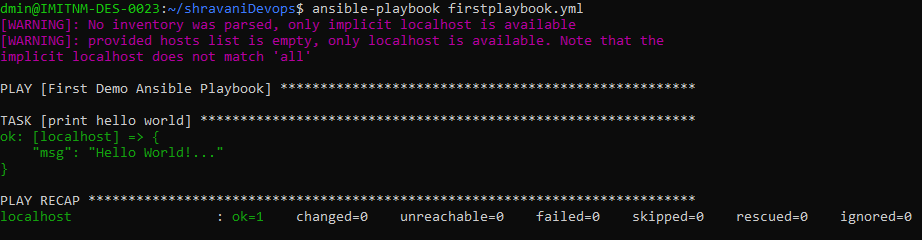 dmin@IMITNM-DES-0023:~/shravaniDevops$ ansible-playbook firstplaybook.yml
[WARNING]: No inventory was parsed, only implicit localhost is available
[WARNING]: provided hosts list is empty, only localhost is available. Note that the
implicit localhost does not match 'all'
PLAY [First Demo Ansible Playbook] ****************************************************
TASK [print hello world] **************************************************************
ok: [localhost] => {
    "msg": "Hello World!..."
}
PLAY RECAP ****************************************************************************
localhost                  : ok=1    changed=0    unreachable=0    failed=0    skipped=0    rescued=0    ignored=0